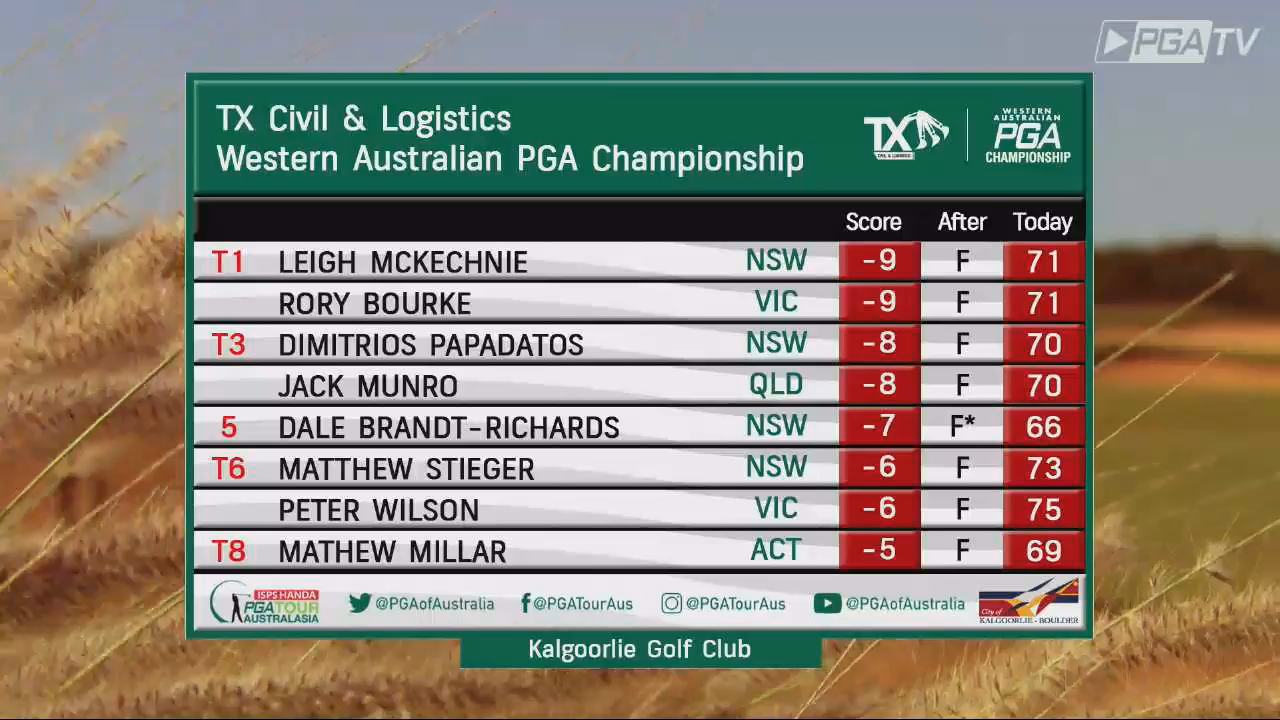 PGA TV
TX Civil & Logistics
Western Australian PGA Championship
TX
CIVIL & LOGISTICS
WESTERN
AUSTRALIAN
PGA
CHAMPIONSHIP
Score After Today
T1 LEIGH MCKECHNIE NSW -9 F 71
RORY BOURKE VIC -9 F 71
T3 DIMITRIOS PAPADATOS NSW -8 F 70
JACK MUNRO QLD -8 F 70
5 DALE BRANDT-RICHARDS NSW -7 F* 66
T6 MATTHEW STIEGER NSW -6 F 73
PETER WILSON VIC -6 F 75
T8 MATHEW MILLAR ACT -5 F 69
ISPS HANDA
PGA TOUR
AUSTRALASIA
@PGAofAustralia @PGATourAus @PGATourAus @PGAofAustralia
City of
KALGOORLIE - BOULDER
Kalgoorlie Golf Club